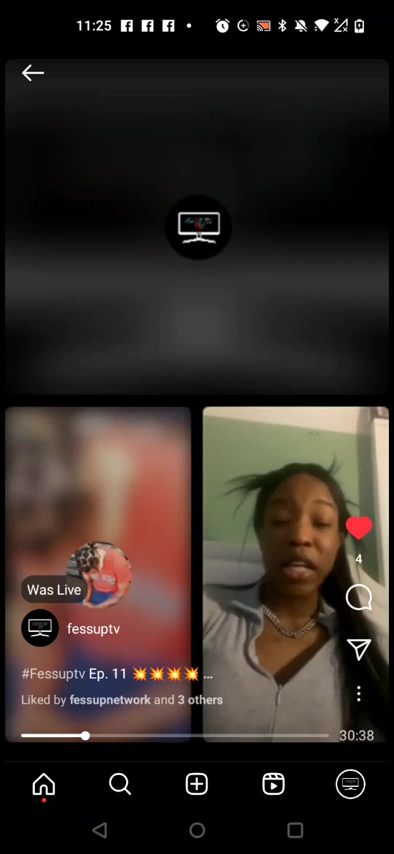 11:25
Was Live
fessuptv
#Fessuptv Ep. 11 💥💥💥💥 ...
Liked by fessupnetwork and 3 others
4
30:38